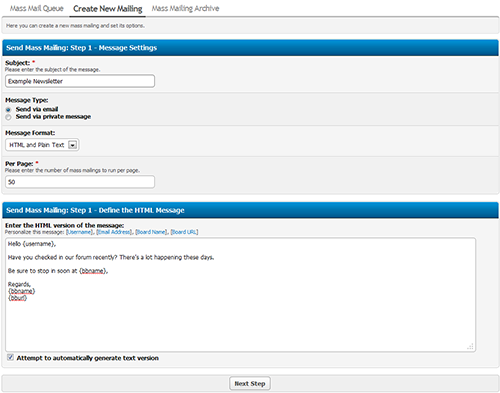 Mass Mail Queue Create New Mailing Mass Mailing Archive
Here you can create a new mass mailing and set its options.
Send Mass Mailing: Step 1 - Message Settings
Subject: *
Please enter the subject of the message.
Example Newsletter
Message Type:
Send via email
Send via private message
Message Format:
HTML and Plain Text
Per Page: *
Please enter the number of mass mailings to run per page.
50
Send Mass Mailing: Step 1 - Define the HTML Message
Enter the HTML version of the message:
Personalize this message: [Username], [Email Address], [Board Name], [Board URL]
Hello {username},
Have you checked in our forum recently? There's a lot happening these days.
Be sure to stop in soon at {bbname}.
Regards,
{bbname}
{bburl}
Attempt to automatically generate text version
Next Step